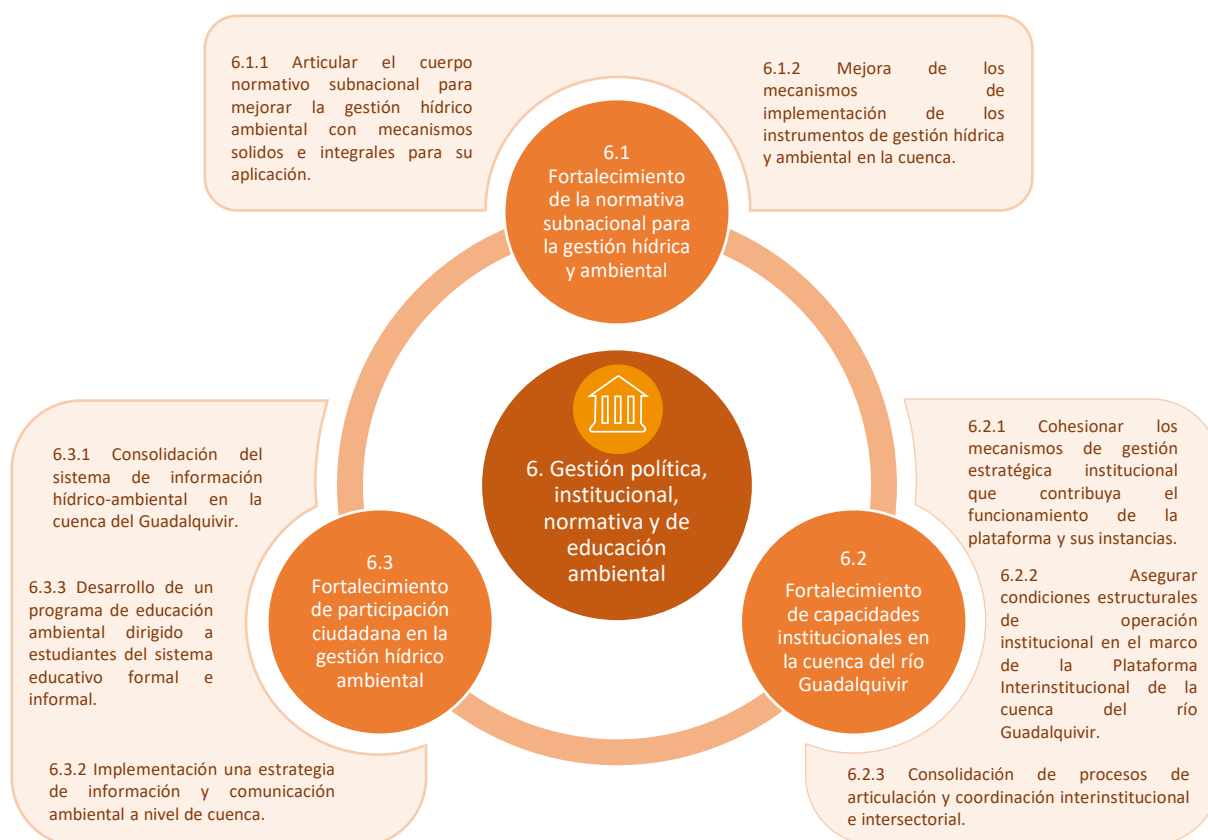 6.1.1 Articular el cuerpo
normativo subnacional para
mejorar la gestión hídrico
ambiental con mecanismos
solidos e integrales para su
aplicación.
6.1.2 Mejora de los
mecanismos de
implementación de los
instrumentos de gestión hídrica
y ambiental en la cuenca.
6.1
Fortalecimiento
de la normativa
subnacional para
la gestión hídrica
y ambiental
6. Gestión política,
institucional,
normativa y de
educación
ambiental
6.2.1 Cohesionar los
mecanismos de gestión
estratégica institucional
que contribuya el
funcionamiento de la
plataforma y sus instancias.
6.2.2 Asegurar
condiciones estructurales
de operación
institucional en el marco
de la Plataforma
Interinstitucional de la
cuenca del río
Guadalquivir.
6.2.3 Consolidación de procesos de
articulación y coordinación interinstitucional
e intersectorial.
6.2
Fortalecimiento
de capacidades
institucionales en
la cuenca del río
Guadalquivir
6.3
Fortalecimiento
de participación
ciudadana en la
gestión hídrico
ambiental
6.3.1 Consolidación del
sistema de información
hídrico-ambiental en la
cuenca del Guadalquivir.
6.3.3 Desarrollo de un
programa de educación
ambiental dirigido a
estudiantes del sistema
educativo formal e
informal.
6.3.2 Implementación una estrategia
de información y comunicación
ambiental a nivel de cuenca.